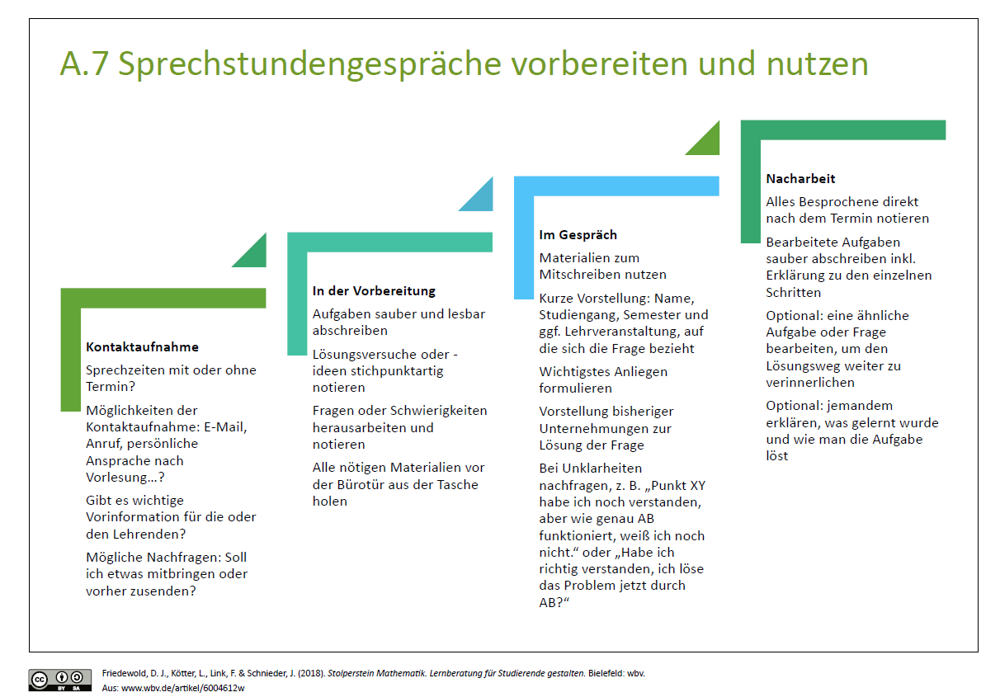 A.7 Sprechstundengespräche vorbereiten und nutzen
Kontaktaufnahme
Sprechzeiten mit oder ohne
Termin?
Möglichkeiten der
Kontaktaufnahme: E-Mail,
Anruf, persönliche
Ansprache nach
Vorlesung…?
Gibt es wichtige
Vorinformation für die oder
den Lehrenden?
Mögliche Nachfragen: Soll
ich etwas mitbringen oder
vorher zusenden?
In der Vorbereitung
Aufgaben sauber und lesbar
abschreiben
Lösungsversuche oder -
ideen stichpunktartig
notieren
Fragen oder Schwierigkeiten
herausarbeiten und
notieren
Alle nötigen Materialien vor
der Bürotür aus der Tasche
holen
Im Gespräch
Materialien zum
Mitschreiben nutzen
Kurze Vorstellung: Name,
Studiengang, Semester und
ggf. Lehrveranstaltung, auf
die sich die Frage bezieht
Wichtigstes Anliegen
formulieren
Vorstellung bisheriger
Unternehmungen zur
Lösung der Frage
Bei Unklarheiten
nachfragen, z. B. „Punkt XY
habe ich noch verstanden,
aber wie genau AB
funktioniert, weiß ich noch
nicht.“ oder „Habe ich
richtig verstanden, ich löse
das Problem jetzt durch
AB?“
Nacharbeit
Alles Besprochene direkt
nach dem Termin notieren
Bearbeitete Aufgaben
sauber abschreiben inkl.
Erklärung zu den einzelnen
Schritten
Optional: eine ähnliche
Aufgabe oder Frage
bearbeiten, um den
Lösungsweg weiter zu
verinnerlichen
Optional: jemandem
erklären, was gelernt wurde
und wie man die Aufgabe
löst
cc BY SA
Friedewold, D. J., Kötter, L., Link, F. & Schnieder, J. (2018). Stolperstein Mathematik. Lernberatung für Studierende gestalten. Bielefeld: wbv.
Aus: www.wbv.de/artikel/6004612w